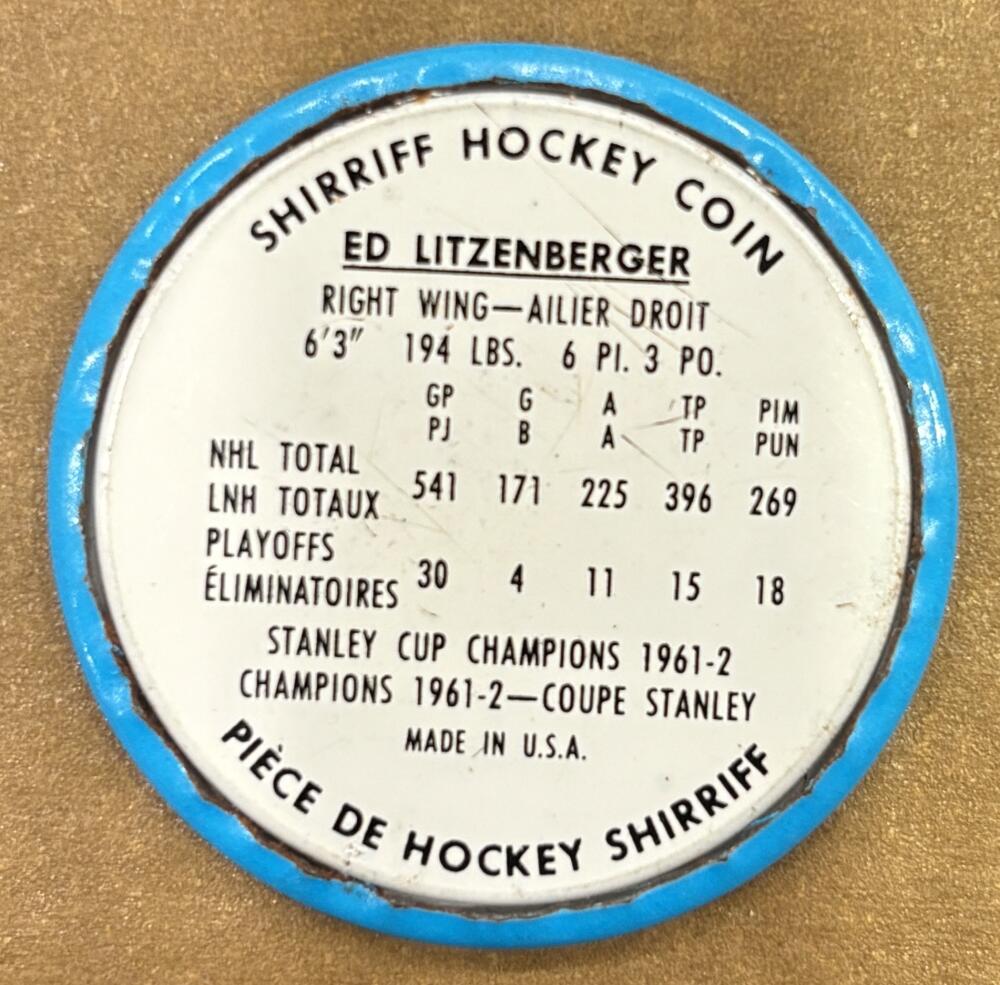 SHIRRIFF HOCKEY COIN
ED LITZENBERGER
RIGHT WING—AILIER DROIT
6'3" 194 LBS. 6 PI. 3 PO.
GP G A TP PIM
PJ B A TP PUN
NHL TOTAL
LNH TOTAUX 541 171 225 396 269
PLAYOFFS
ÉLIMINATOIRES 30 4 11 15 18
STANLEY CUP CHAMPIONS 1961-2
CHAMPIONS 1961-2—COUPE STANLEY
MADE IN U.S.A.
PIÈCE DE HOCKEY SHIRRIFF